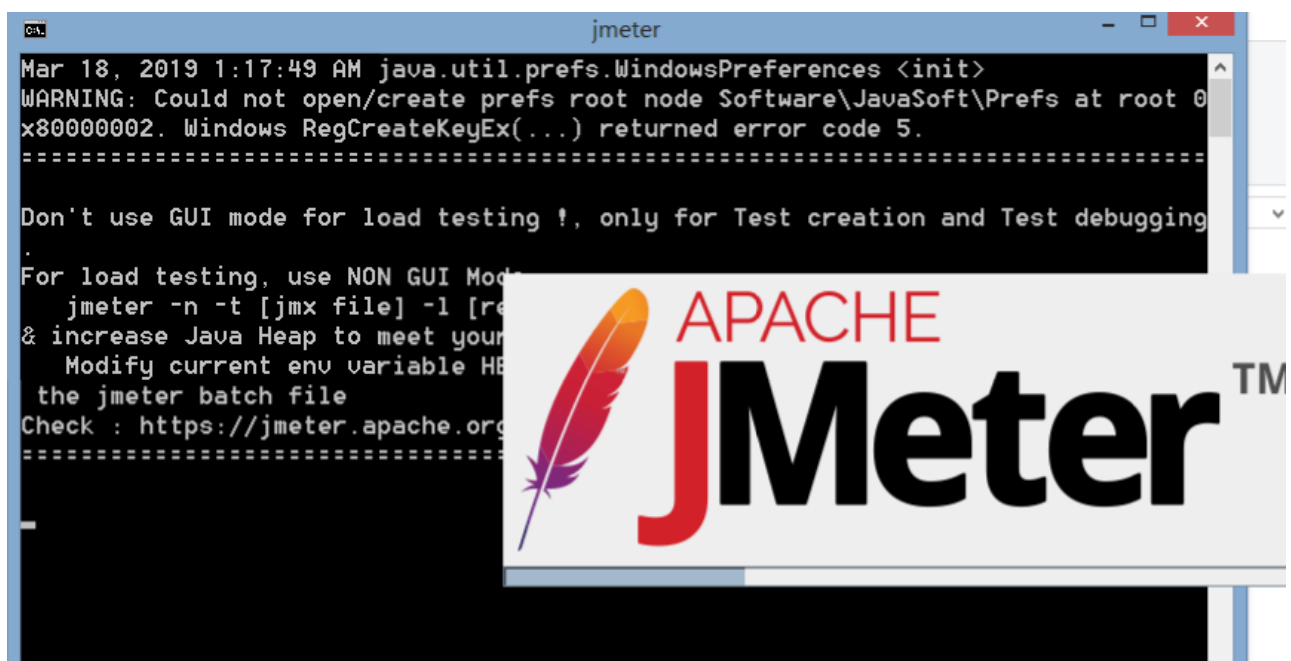 jmeter
Mar 18, 2019 1:17:49 AM java.util.prefs.WindowsPreferences <init>
WARNING: Could not open/create prefs root node Software\JavaSoft\Prefs at root 0
x80000002. Windows RegCreateKeyEx(...) returned error code 5.
================================================================================
Don't use GUI mode for load testing !, only for Test creation and Test debugging
.
For load testing, use NON GUI Mode
jmeter -n -t [jmx file] -l [re
& increase Java Heap to meet your
Modify current env variable HE
the jmeter batch file
Check : https://jmeter.apache.org
================================
APACHE
JMeter™